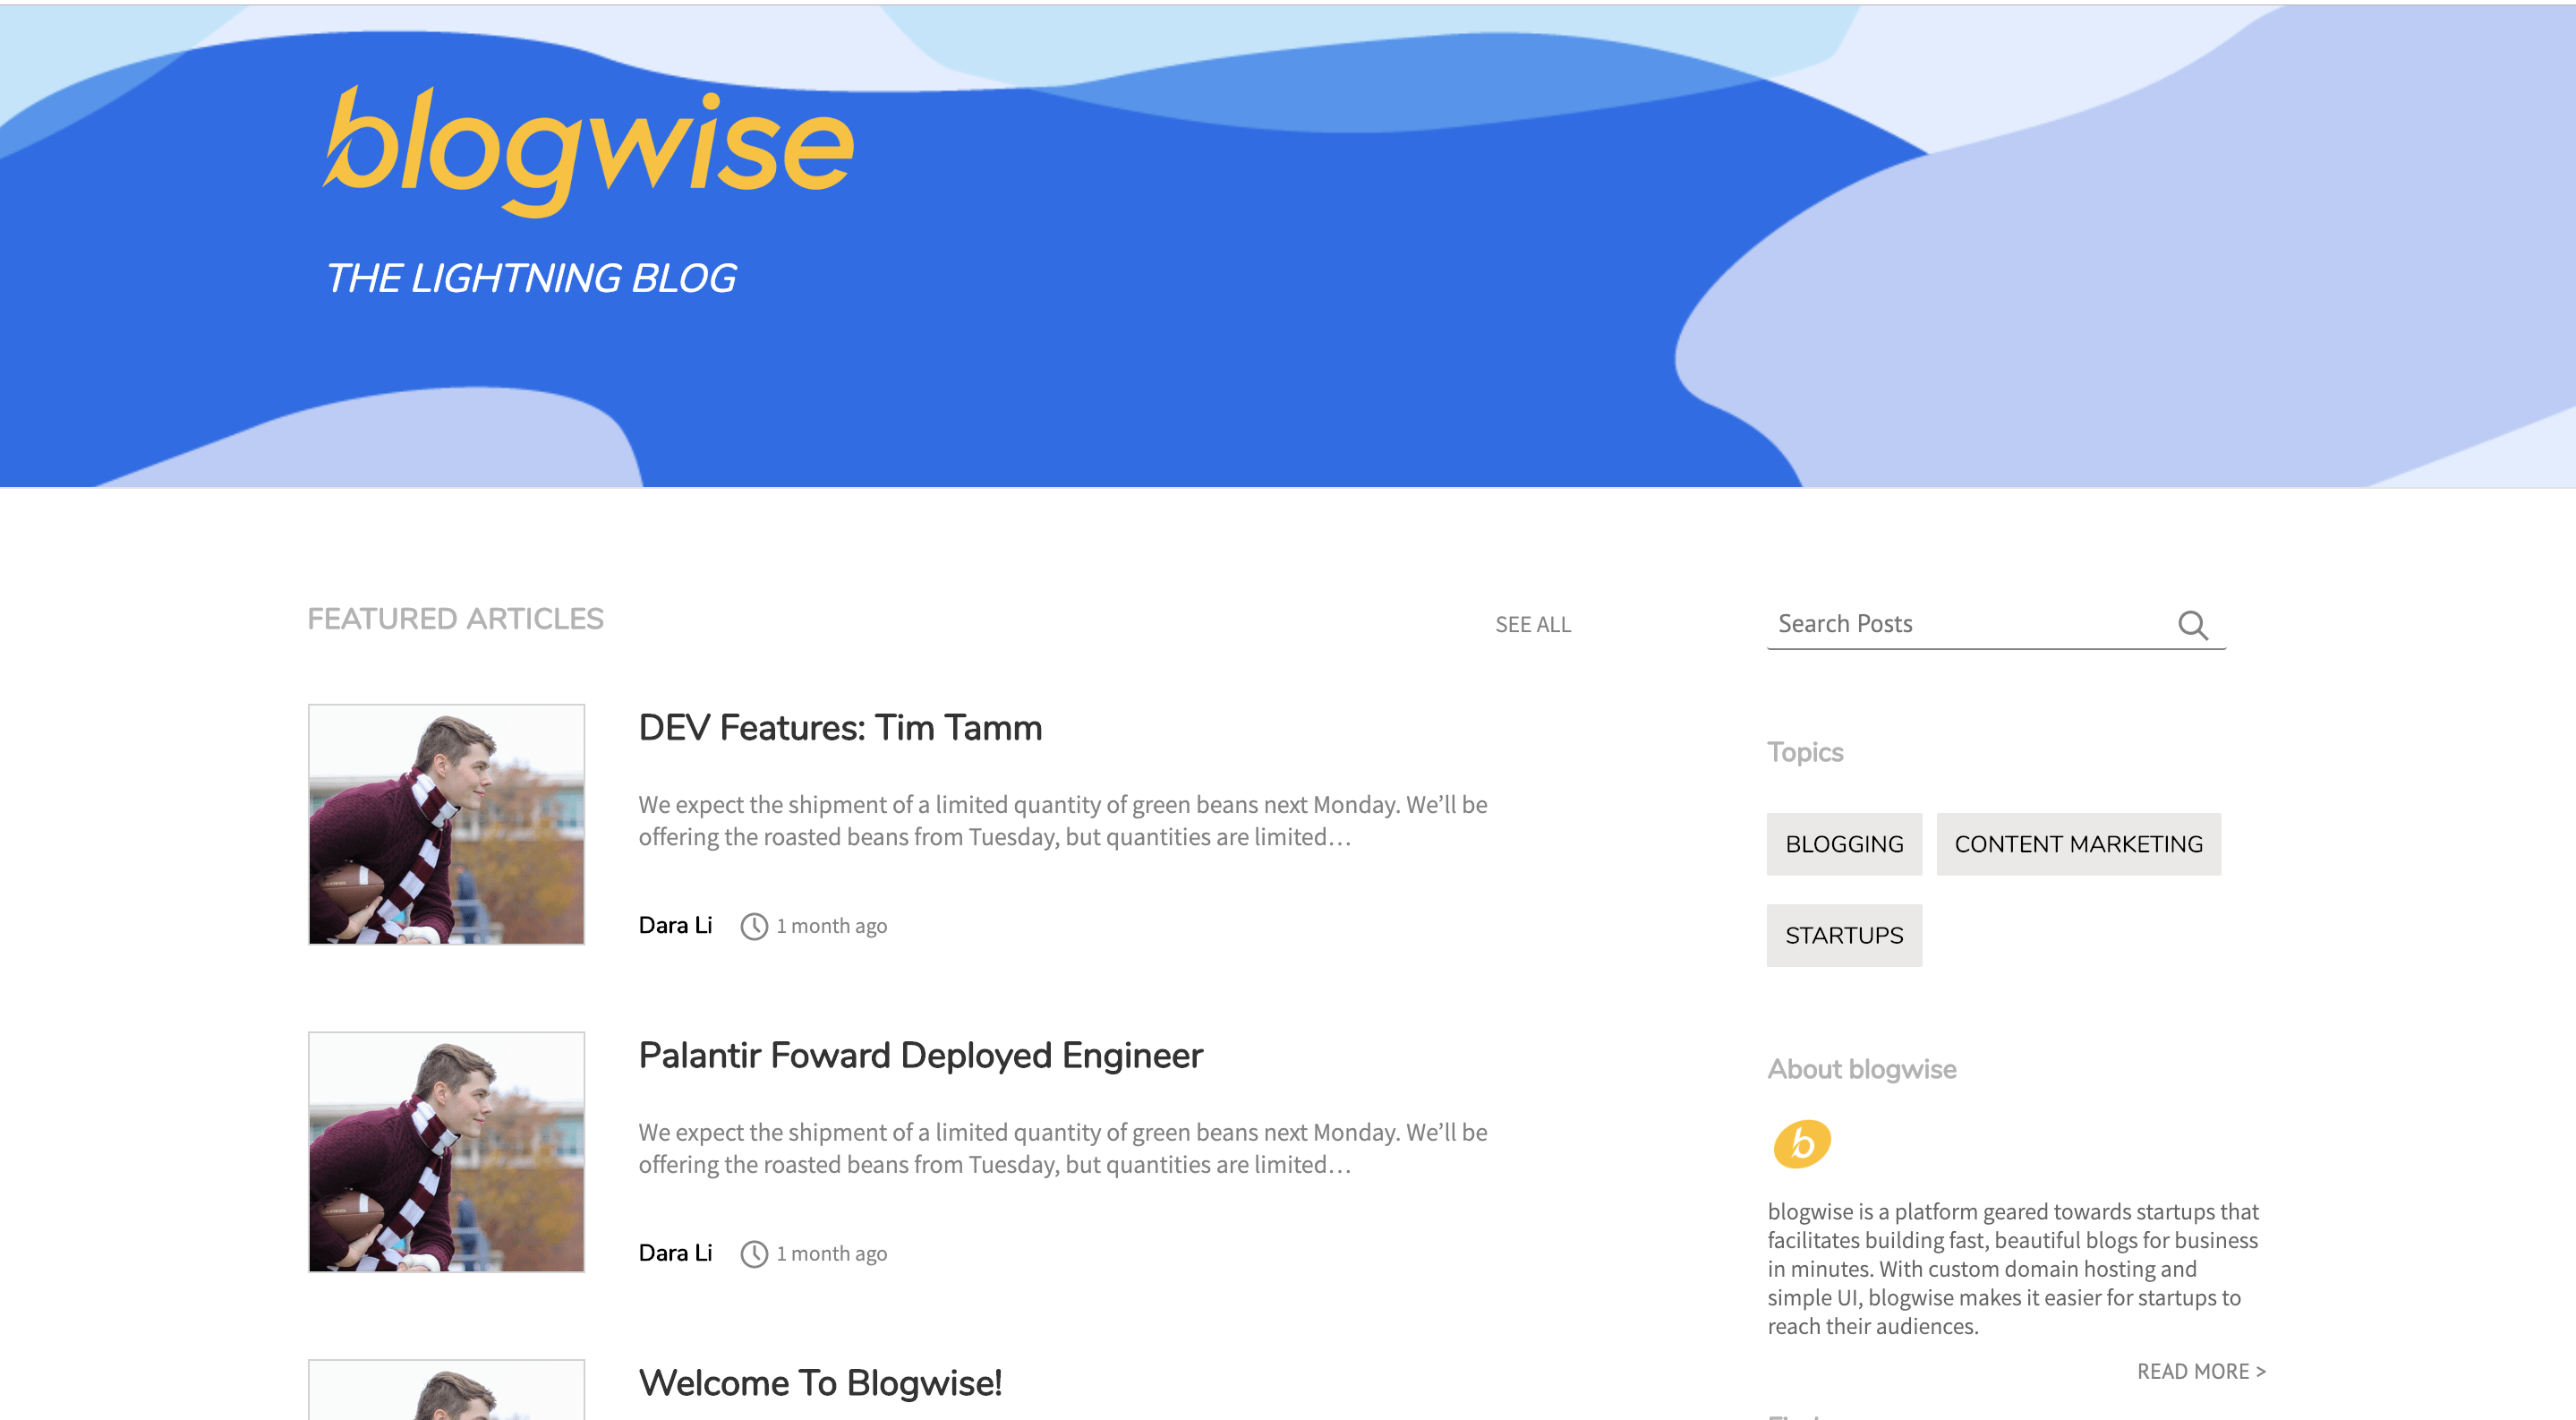 blogwise
THE LIGHTNING BLOG
FEATURED ARTICLES
SEE ALL
DEV Features: Tim Tamm
We expect the shipment of a limited quantity of green beans next Monday. We’ll be
offering the roasted beans from Tuesday, but quantities are limited…
Dara Li
1 month ago
Palantir Foward Deployed Engineer
We expect the shipment of a limited quantity of green beans next Monday. We’ll be
offering the roasted beans from Tuesday, but quantities are limited…
Dara Li
1 month ago
Welcome To Blogwise!
Search Posts
Topics
BLOGGING
CONTENT MARKETING
STARTUPS
About blogwise
b
blogwise is a platform geared towards startups that
facilitates building fast, beautiful blogs for business
in minutes. With custom domain hosting and
simple UI, blogwise makes it easier for startups to
reach their audiences.
READ MORE >